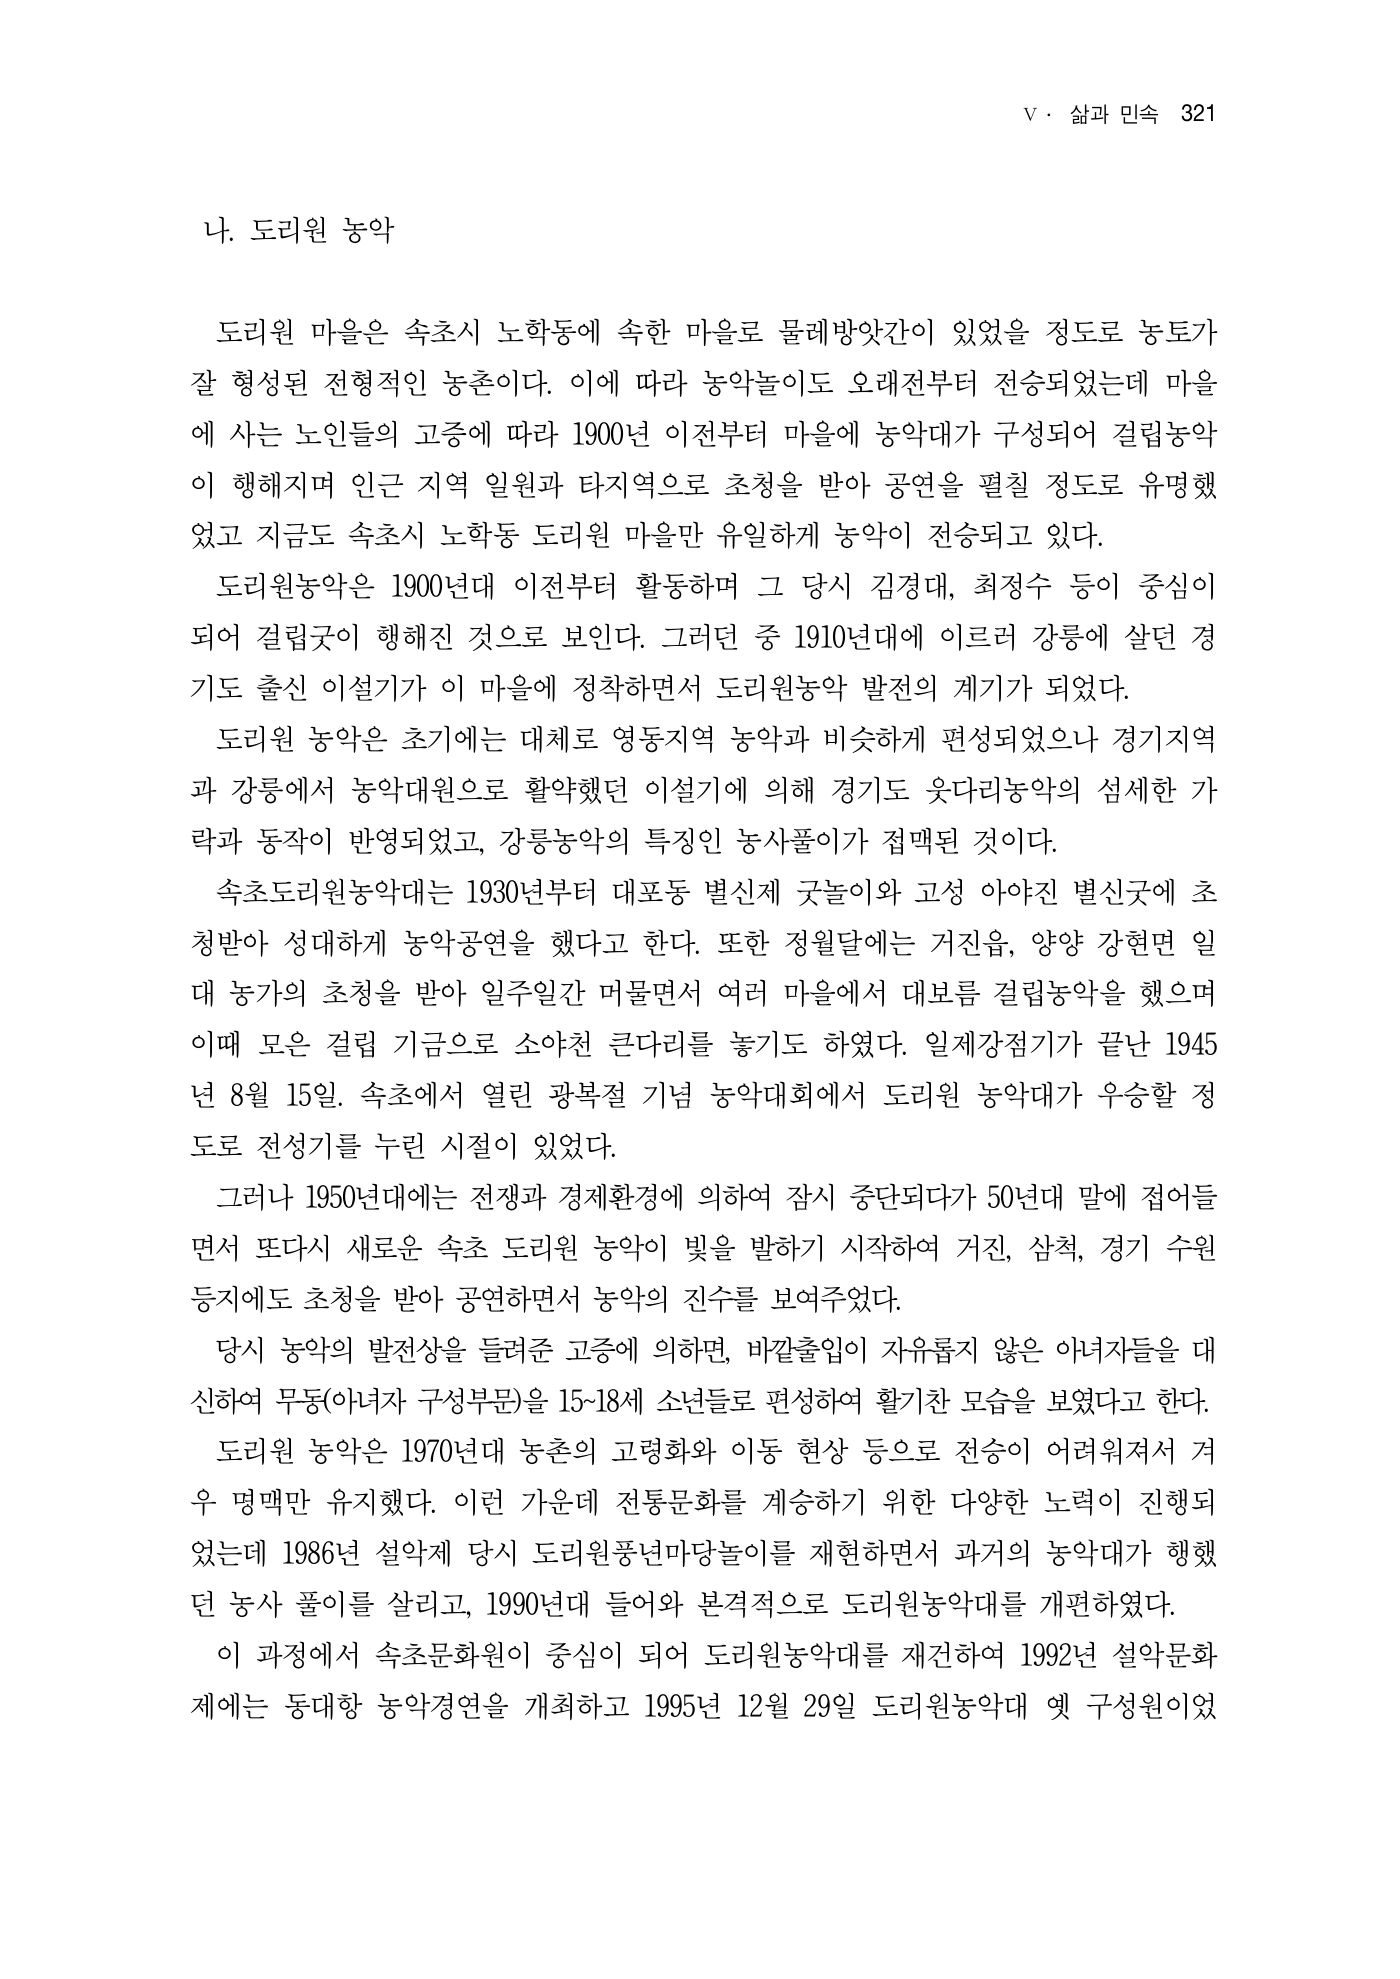 V · 삶과 민속 321
나. 도리원 농악
도리원 마을은 속초시 노학동에 속한 마을로 물레방앗간이 있었을 정도로 농토가
잘 형성된 전형적인 농촌이다. 이에 따라 농악놀이도 오래전부터 전승되었는데 마을
에 사는 노인들의 고증에 따라 1900년 이전부터 마을에 농악대가 구성되어 걸립농악
이 행해지며 인근 지역 일원과 타지역으로 초청을 받아 공연을 펼칠 정도로 유명했
었고 지금도 속초시 노학동 도리원 마을만 유일하게 농악이 전승되고 있다.
도리원농악은 1900년대 이전부터 활동하며 그 당시 김경대, 최정수 등이 중심이
되어 걸립굿이 행해진 것으로 보인다. 그러던 중 1910년대에 이르러 강릉에 살던 경
기도 출신 이설기가 이 마을에 정착하면서 도리원농악 발전의 계기가 되었다.
도리원 농악은 초기에는 대체로 영동지역 농악과 비슷하게 편성되었으나 경기지역
과 강릉에서 농악대원으로 활약했던 이설기에 의해 경기도 웃다리농악의 섬세한 가
락과 동작이 반영되었고, 강릉농악의 특징인 농사풀이가 접맥된 것이다.
속초도리원농악대는 1930년부터 대포동 별신제 굿놀이와 고성 아야진 별신굿에 초
청받아 성대하게 농악공연을 했다고 한다. 또한 정월달에는 거진읍, 양양 강현면 일
대 농가의 초청을 받아 일주일간 머물면서 여러 마을에서 대보름 걸립농악을 했으며
이때 모은 걸립 기금으로 소야천 큰다리를 놓기도 하였다. 일제강점기가 끝난 1945
년 8월 15일. 속초에서 열린 광복절 기념 농악대회에서 도리원 농악대가 우승할 정
도로 전성기를 누린 시절이 있었다.
그러나 1950년대에는 전쟁과 경제환경에 의하여 잠시 중단되다가 50년대 말에 접어들
면서 또다시 새로운 속초 도리원 농악이 빛을 발하기 시작하여 거진, 삼척, 경기 수원
등지에도 초청을 받아 공연하면서 농악의 진수를 보여주었다.
당시 농악의 발전상을 들려준 고증에 의하면, 바깥출입이 자유롭지 않은 아녀자들을 대
신하여 무동(아녀자 구성부문)을 15~18세 소년들로 편성하여 활기찬 모습을 보였다고 한다.
도리원 농악은 1970년대 농촌의 고령화와 이동 현상 등으로 전승이 어려워져서 겨
우 명맥만 유지했다. 이런 가운데 전통문화를 계승하기 위한 다양한 노력이 진행되
었는데 1986년 설악제 당시 도리원풍년마당놀이를 재현하면서 과거의 농악대가 행했
던 농사 풀이를 살리고, 1990년대 들어와 본격적으로 도리원농악대를 개편하였다.
이 과정에서 속초문화원이 중심이 되어 도리원농악대를 재건하여 1992년 설악문화
제에는 동대항 농악경연을 개최하고 1995년 12월 29일 도리원농악대 옛 구성원이었